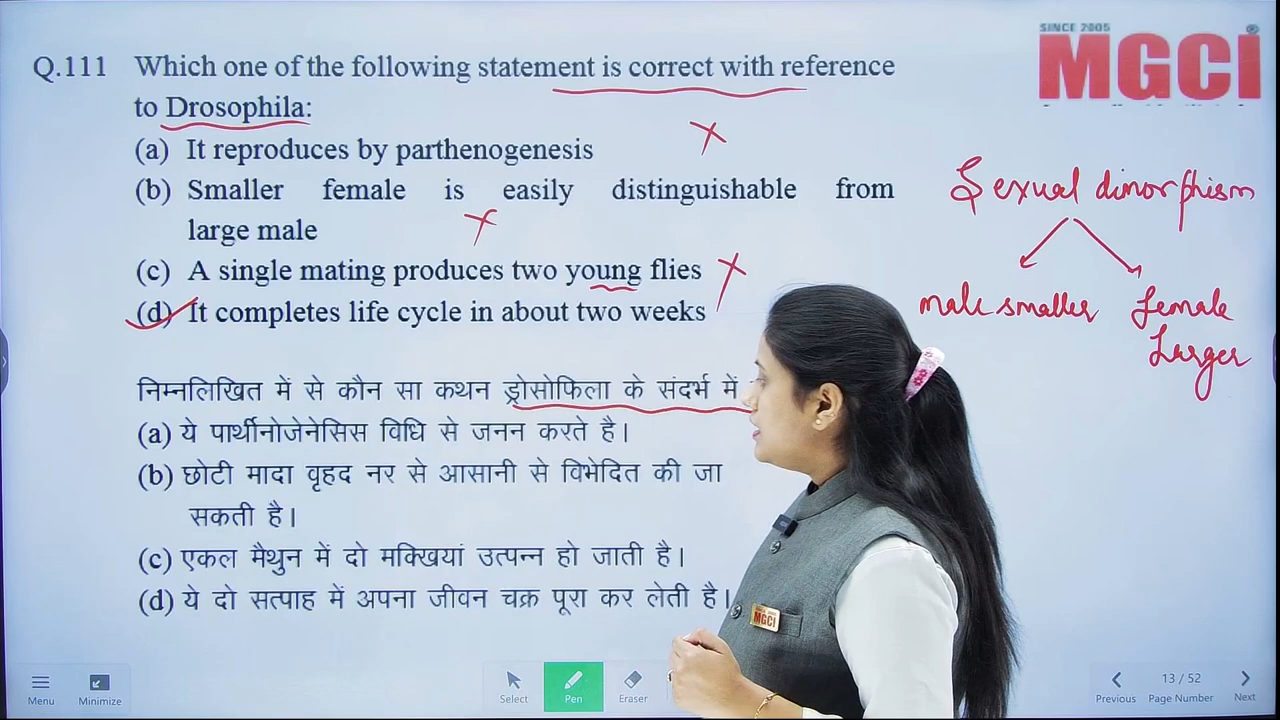 SINCE 2005
MGCI
Q.111 Which one of the following statement is correct with reference
to Drosophila:
(a) It reproduces by parthenogenesis
(b) Smaller female is easily distinguishable from
large male
(c) A single mating produces two young flies
(d) It completes life cycle in about two weeks
Sexual dimorphism
male smaller
female
Larger
निम्नलिखित में से कौन सा कथन ड्रोसोफिला के संदर्भ में
(a) ये पार्थीनोजेनेसिस विधि से जनन करते है।
(b) छोटी मादा वृहद नर से आसानी से विभेदित की जा
सकती है।
(c) एकल मैथुन में दो मक्खियां उत्पन्न हो जाती है।
(d) ये दो सत्पाह में अपना जीवन चक्र पूरा कर लेती है।
MGCI
Menu
Minimize
Select
Pen
Eraser
Previous
13 / 52
Page Number
Next